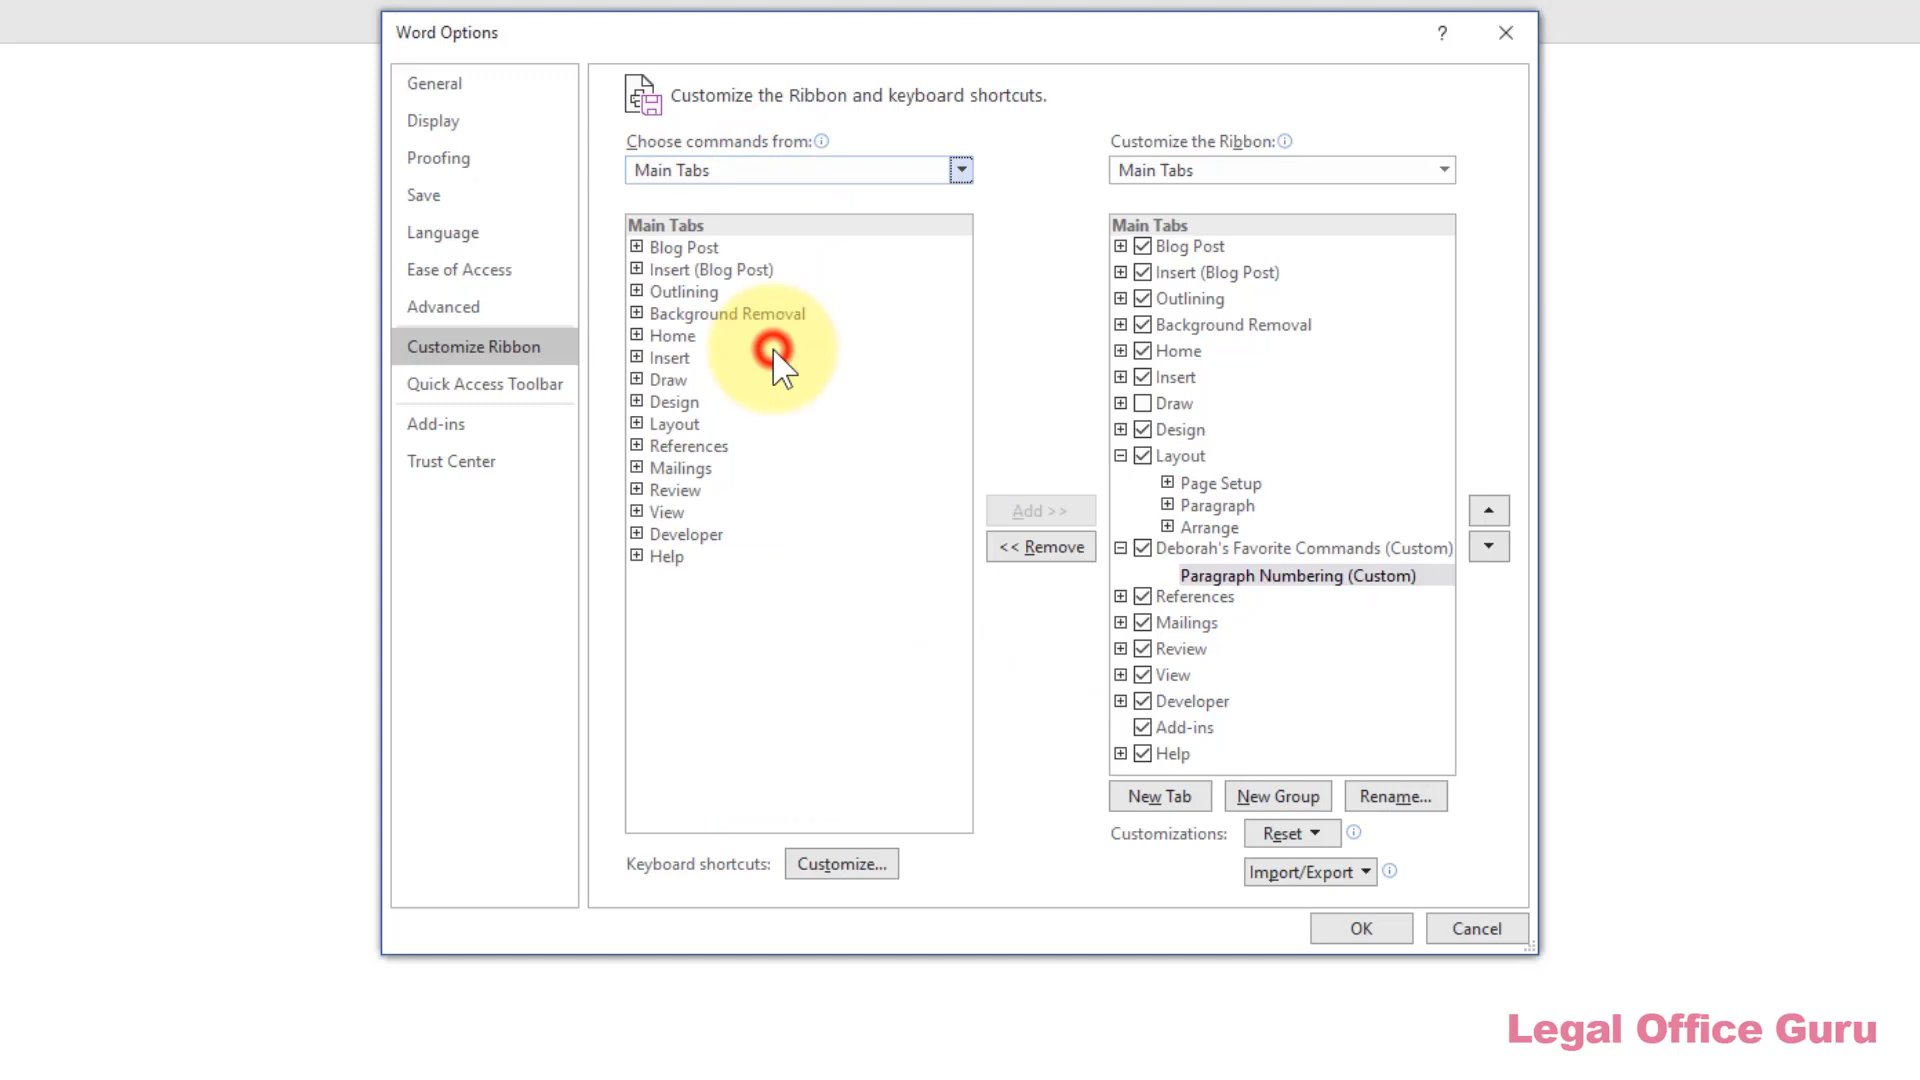 Word Options
?
General
Display
Proofing
Save
Language
Ease of Access
Advanced
Customize Ribbon
Quick Access Toolbar
Add-ins
Trust Center
Customize the Ribbon and keyboard shortcuts.
Choose commands from:
Main Tabs
Main Tabs
Blog Post
Insert (Blog Post)
Outlining
Background Removal
Home
Insert
Draw
Design
Layout
References
Mailings
Review
View
Developer
Help
Keyboard shortcuts: Customize...
Add >>
<< Remove
Customize the Ribbon:
Main Tabs
Main Tabs
Blog Post
Insert (Blog Post)
Outlining
Background Removal
Home
Insert
Draw
Design
Layout
Page Setup
Paragraph
Arrange
Deborah's Favorite Commands (Custom)
Paragraph Numbering (Custom)
References
Mailings
Review
View
Developer
Add-ins
Help
New Tab New Group Rename...
Customizations: Reset
Import/Export
OK Cancel
Legal Office Guru